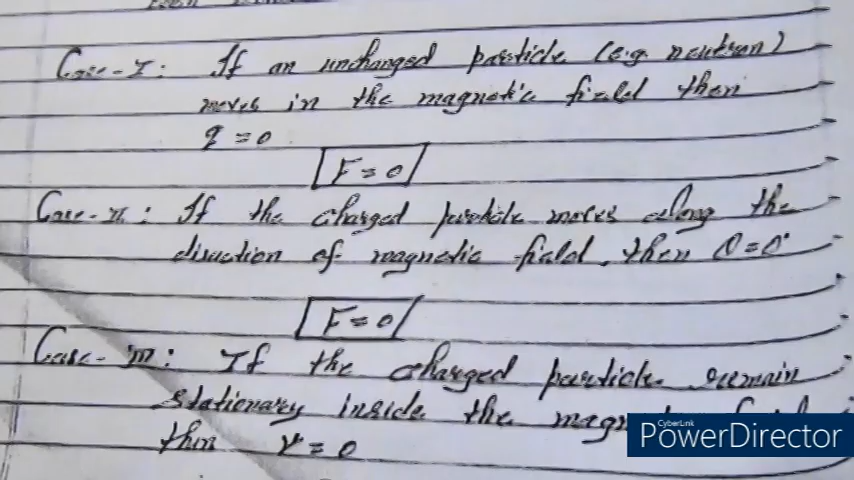 Case-I: If an uncharged particle (e.g. neutron)
moves in the magnetic field then
q = 0
F = 0
Case-II: If the charged particle moves along the
direction of magnetic field, then θ=0°
F = 0
Case-III: If the charged particle remain
stationary inside the
then v = 0
CyberLink
PowerDirector